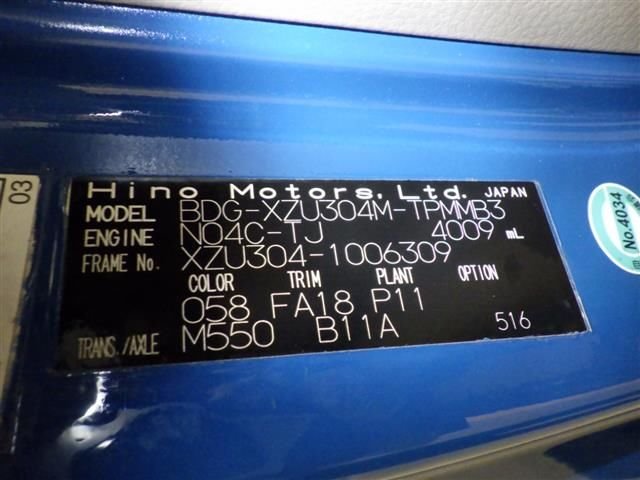 Hino Motors, Ltd. JAPAN
MODEL BDG-XZU304M-TPMMB3
ENGINE N04C-TJ 4009 mL
FRAME No. XZU304-1006309
COLOR TRIM PLANT OPTION
058 FA18 P11
TRANS./AXLE M550 B11A 516
03
No.4034